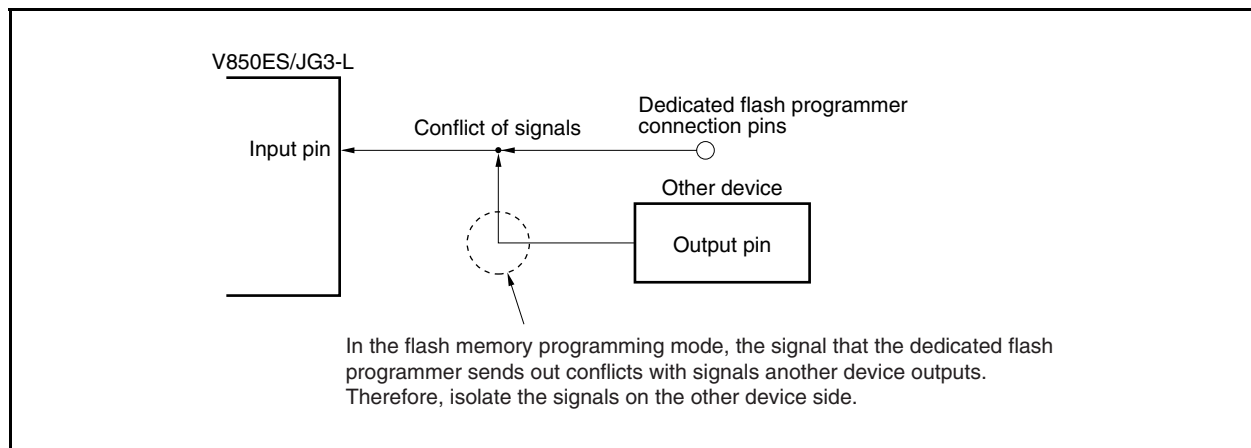 V850ES/JG3-L
Dedicated flash programmer
connection pins
Conflict of signals
Input pin
Other device
Output pin
In the flash memory programming mode, the signal that the dedicated flash
programmer sends out conflicts with signals another device outputs.
Therefore, isolate the signals on the other device side.